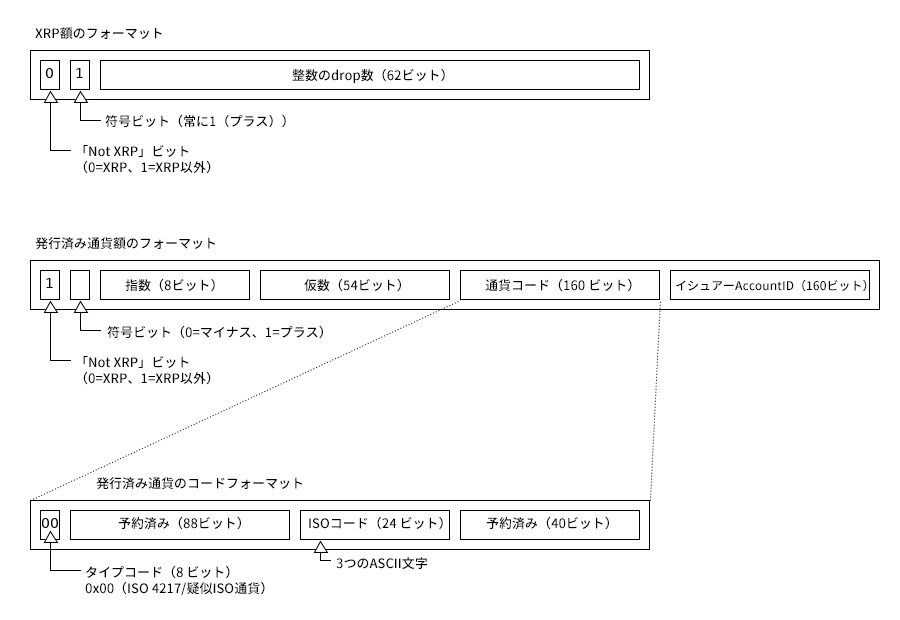 XRP額のフォーマット
0 1 整数のdrop数（62ビット）
符号ビット（常に1（プラス））
「Not XRP」ビット
（0=XRP、1=XRP以外）
発行済み通貨額のフォーマット
1 指数（8ビット） 仮数（54ビット） 通貨コード（160 ビット） イシュアーAccountID（160ビット）
符号ビット（0=マイナス、1=プラス）
「Not XRP」ビット
（0=XRP、1=XRP以外）
発行済み通貨のコードフォーマット
00 予約済み（88ビット） ISOコード（24 ビット） 予約済み（40ビット）
3つのASCII文字
タイプコード（8 ビット）
0x00（ISO 4217/疑似ISO通貨）